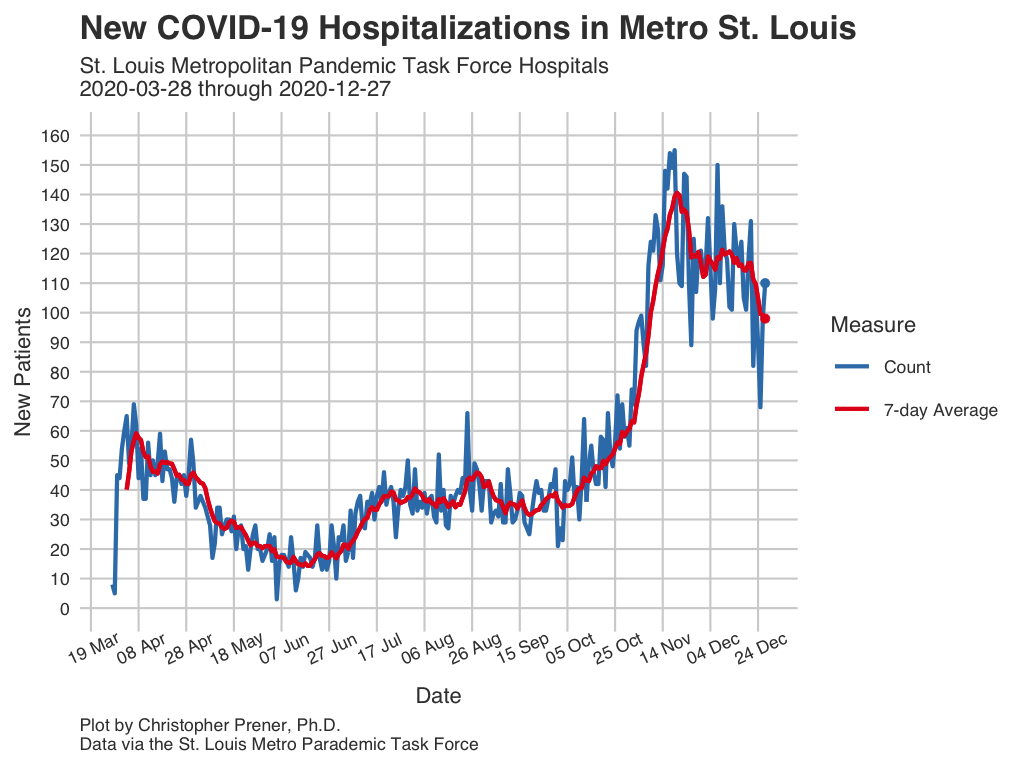 New COVID-19 Hospitalizations in Metro St. Louis
St. Louis Metropolitan Pandemic Task Force Hospitals
2020-03-28 through 2020-12-27
160
150
140
130
120
110
100
90
80
70
60
50
40
30
20
10
0
New Patients
19 Mar
08 Apr
28 Apr
18 May
07 Jun
27 Jun
17 Jul
06 Aug
26 Aug
15 Sep
05 Oct
25 Oct
14 Nov
04 Dec
24 Dec
Date
Measure
Count
7-day Average
Plot by Christopher Prener, Ph.D.
Data via the St. Louis Metro Parademic Task Force